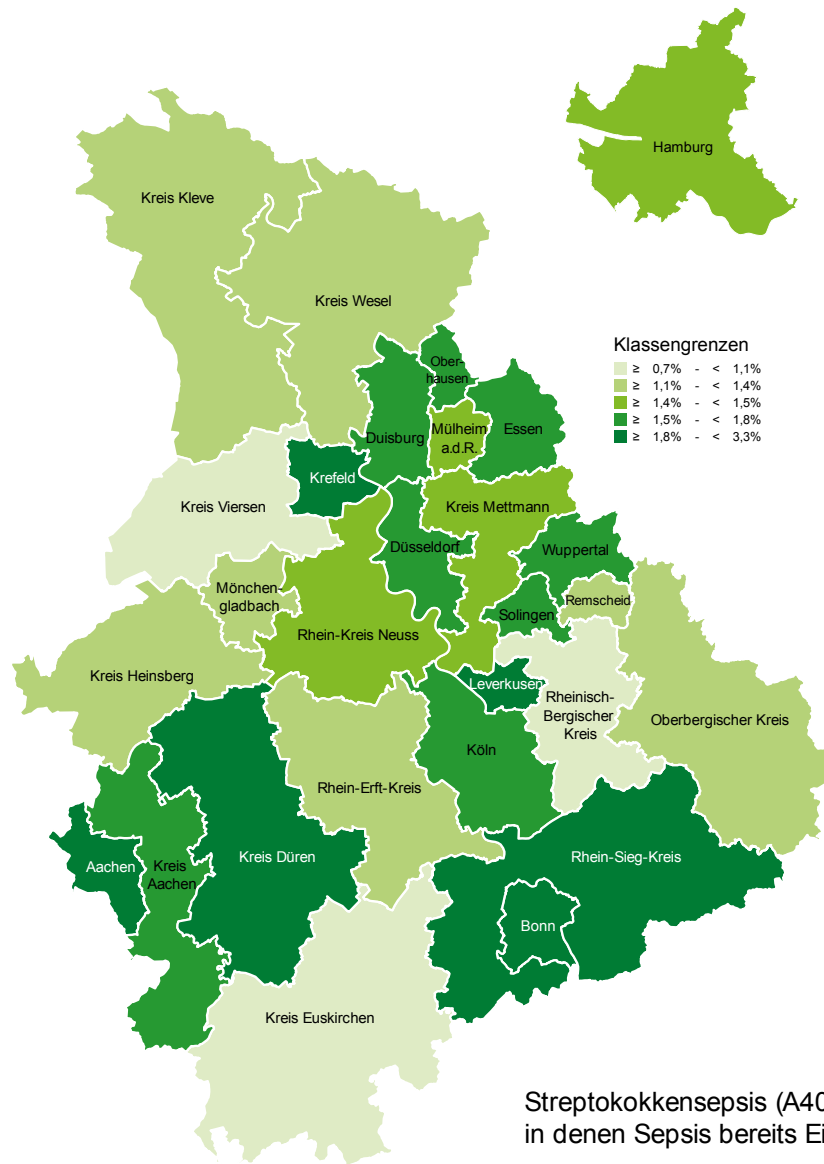 Hamburg
Kreis Kleve
Kreis Wesel
Klassengrenzen
≥ 0,7% - < 1,1%
≥ 1,1% - < 1,4%
≥ 1,4% - < 1,5%
≥ 1,5% - < 1,8%
≥ 1,8% - < 3,3%
Ober-
hausen
Duisburg
Mülheim
a.d.R.
Essen
Krefeld
Kreis Viersen
Kreis Mettmann
Düsseldorf
Wuppertal
Mönchen-
gladbach
Remscheid
Solingen
Rhein-Kreis Neuss
Kreis Heinsberg
Leverkusen
Rheinisch-
Bergischer
Kreis
Oberbergischer Kreis
Köln
Rhein-Erft-Kreis
Aachen
Kreis
Aachen
Kreis Düren
Rhein-Sieg-Kreis
Bonn
Kreis Euskirchen
Streptokokkensepsis (A40
in denen Sepsis bereits Ei